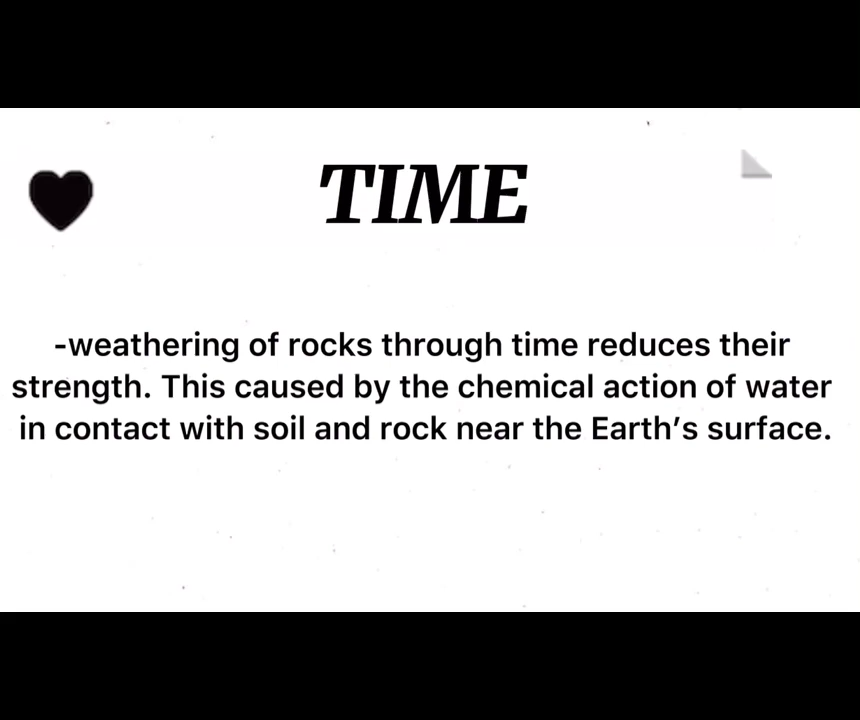 TIME
-weathering of rocks through time reduces their
strength. This caused by the chemical action of water
in contact with soil and rock near the Earth’s surface.